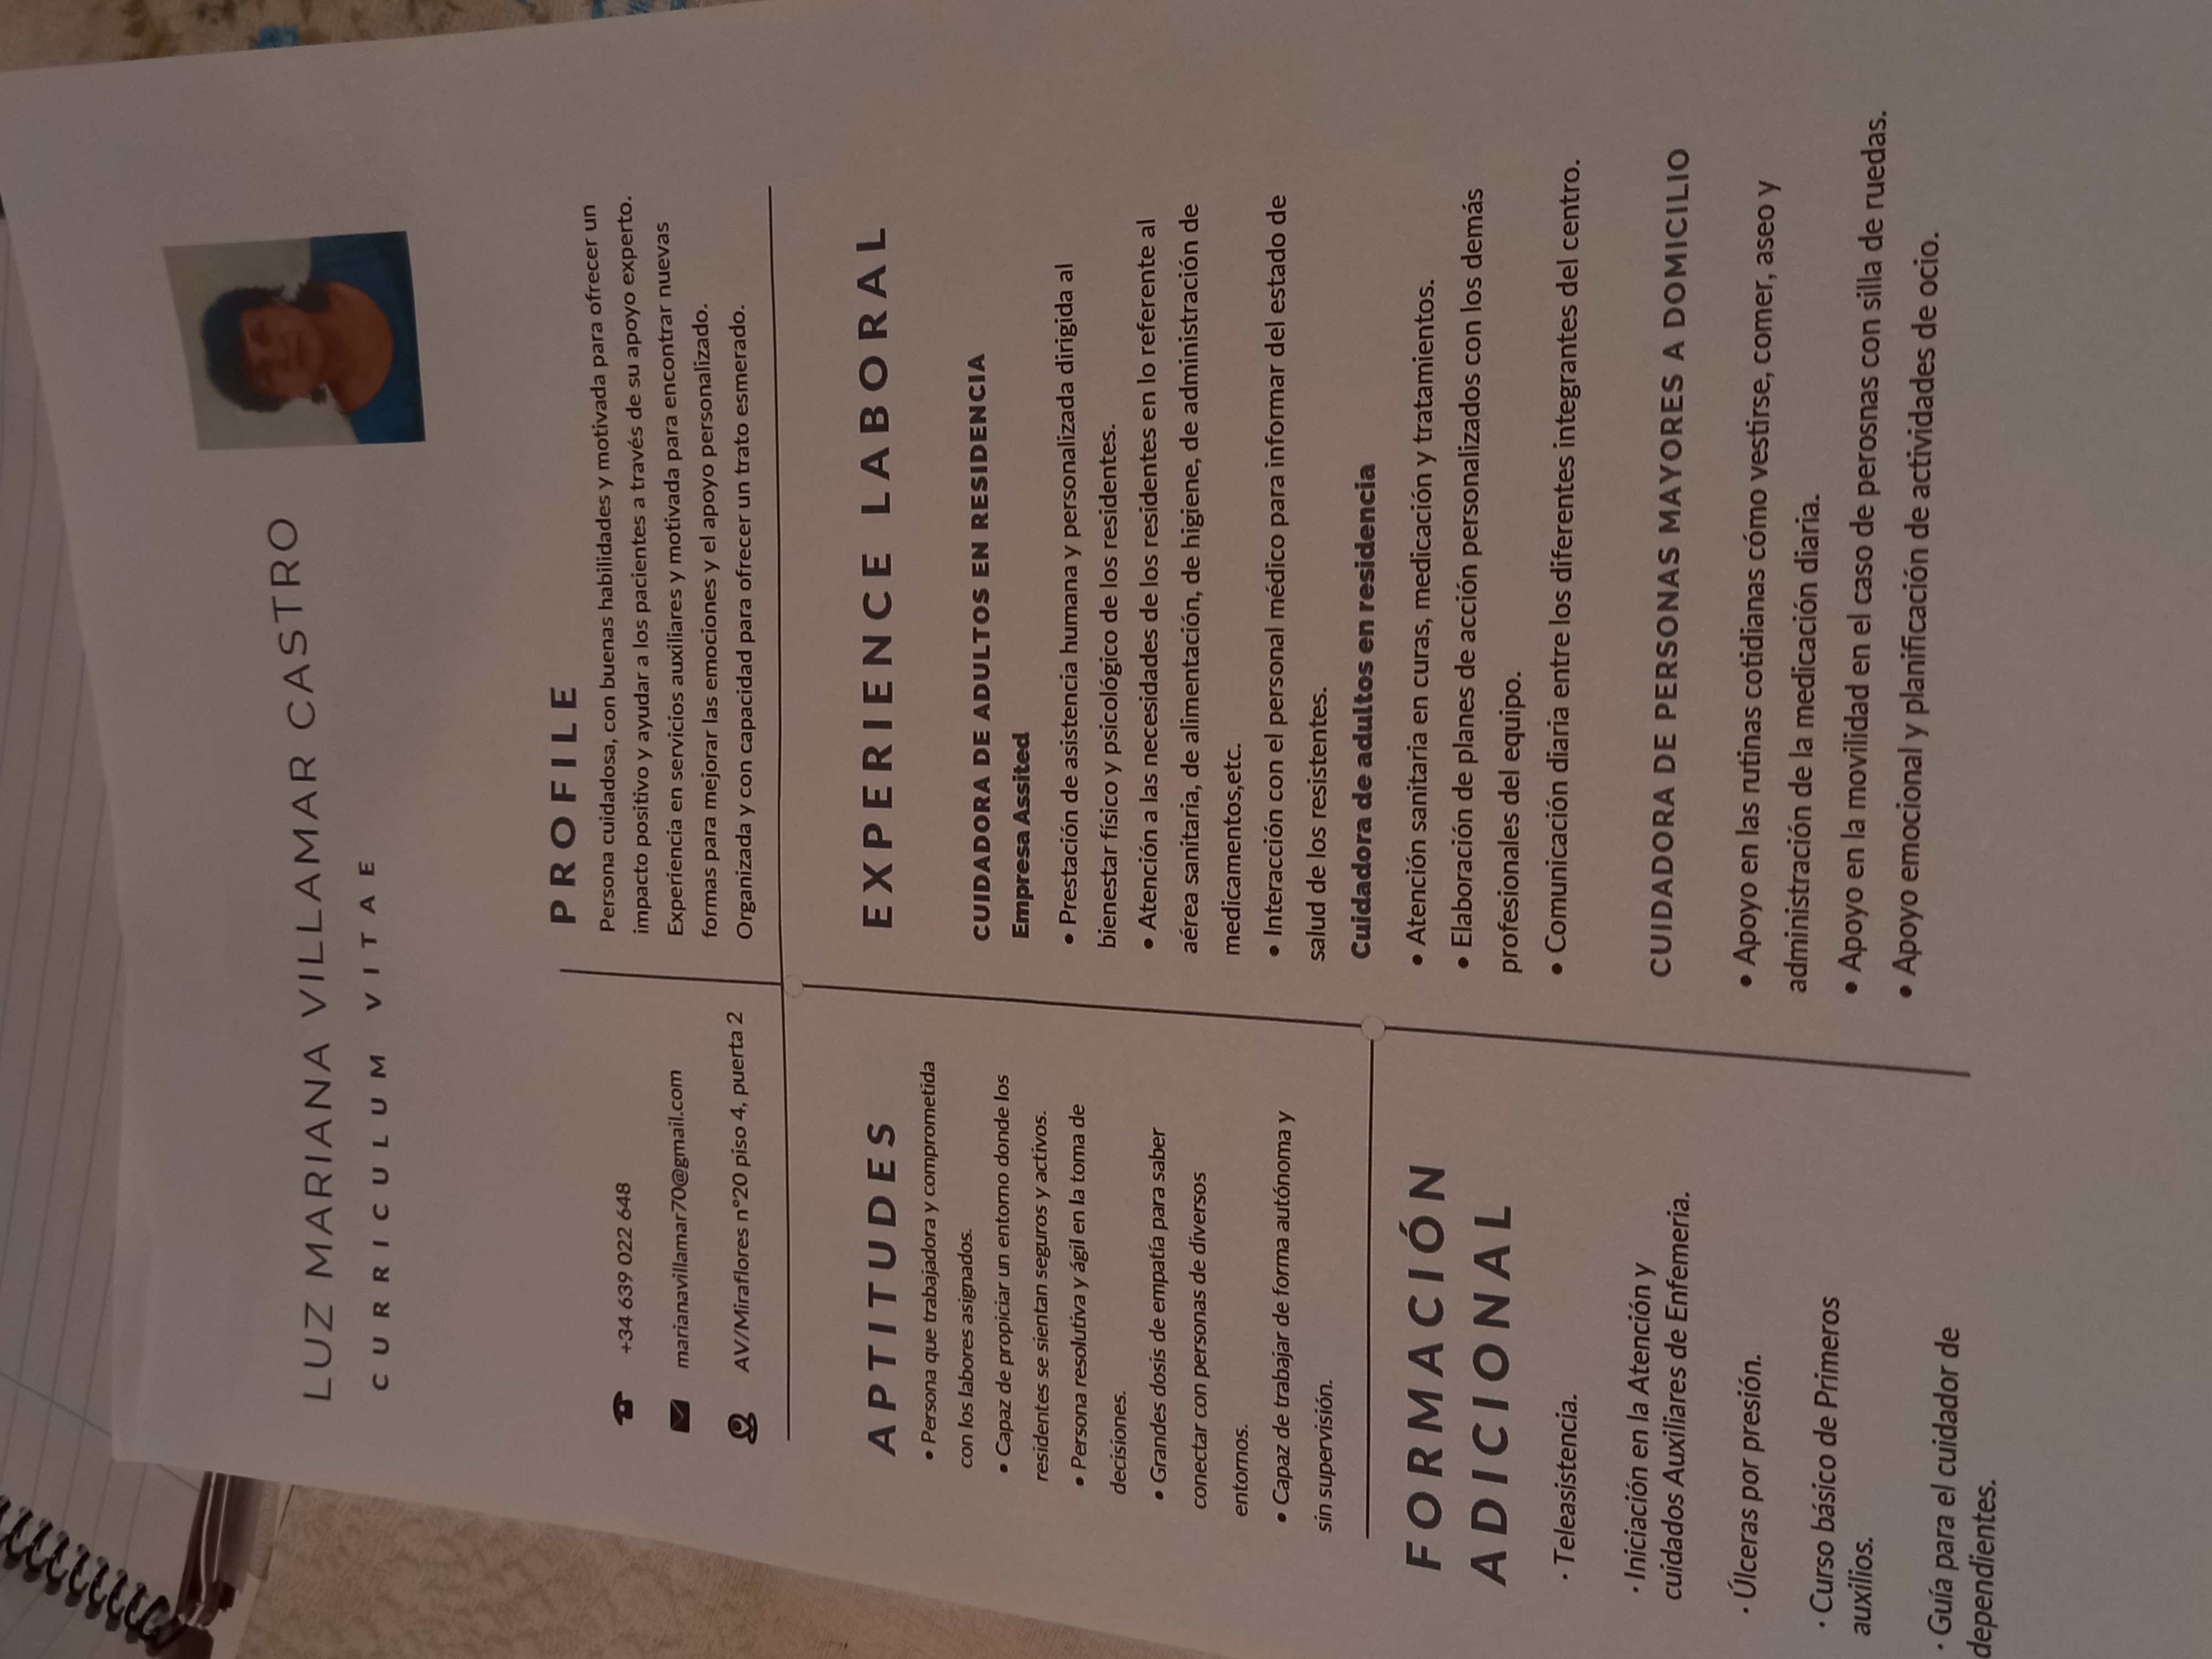 LUZ MARIANA VILLAMAR CASTRO
CURRICULUM VITAE
+34 639 022 648
marianavillamar70@gmail.com
AV/Miraflores nº20 piso 4, puerta 2
PROFILE
Persona cuidadosa, con buenas habilidades y motivada para ofrecer un
impacto positivo y ayudar a los pacientes a través de su apoyo experto.
Experiencia en servicios auxiliares y motivada para encontrar nuevas
formas para mejorar las emociones y el apoyo personalizado.
Organizada y con capacidad para ofrecer un trato esmerado.
APTITUDES
• Persona que trabajadora y comprometida
con los labores asignados.
• Capaz de propiciar un entorno donde los
residentes se sientan seguros y activos.
• Persona resolutiva y ágil en la toma de
decisiones.
• Grandes dosis de empatía para saber
conectar con personas de diversos
entornos.
• Capaz de trabajar de forma autónoma y
sin supervisión.
FORMACIÓN
ADICIONAL
· Teleasistencia.
· Iniciación en la Atención y
cuidados Auxiliares de Enfemeria.
· Úlceras por presión.
· Curso básico de Primeros
auxilios.
· Guía para el cuidador de
dependientes.
EXPERIENCE LABORAL
CUIDADORA DE ADULTOS EN RESIDENCIA
Empresa Assited
• Prestación de asistencia humana y personalizada dirigida al
bienestar físico y psicológico de los residentes.
• Atención a las necesidades de los residentes en lo referente al
aérea sanitaria, de alimentación, de higiene, de administración de
medicamentos,etc.
• Interacción con el personal médico para informar del estado de
salud de los resistentes.
Cuidadora de adultos en residencia
• Atención sanitaria en curas, medicación y tratamientos.
• Elaboración de planes de acción personalizados con los demás
profesionales del equipo.
• Comunicación diaria entre los diferentes integrantes del centro.
CUIDADORA DE PERSONAS MAYORES A DOMICILIO
• Apoyo en las rutinas cotidianas cómo vestirse, comer, aseo y
administración de la medicación diaria.
• Apoyo en la movilidad en el caso de perosnas con silla de ruedas.
• Apoyo emocional y planificación de actividades de ocio.